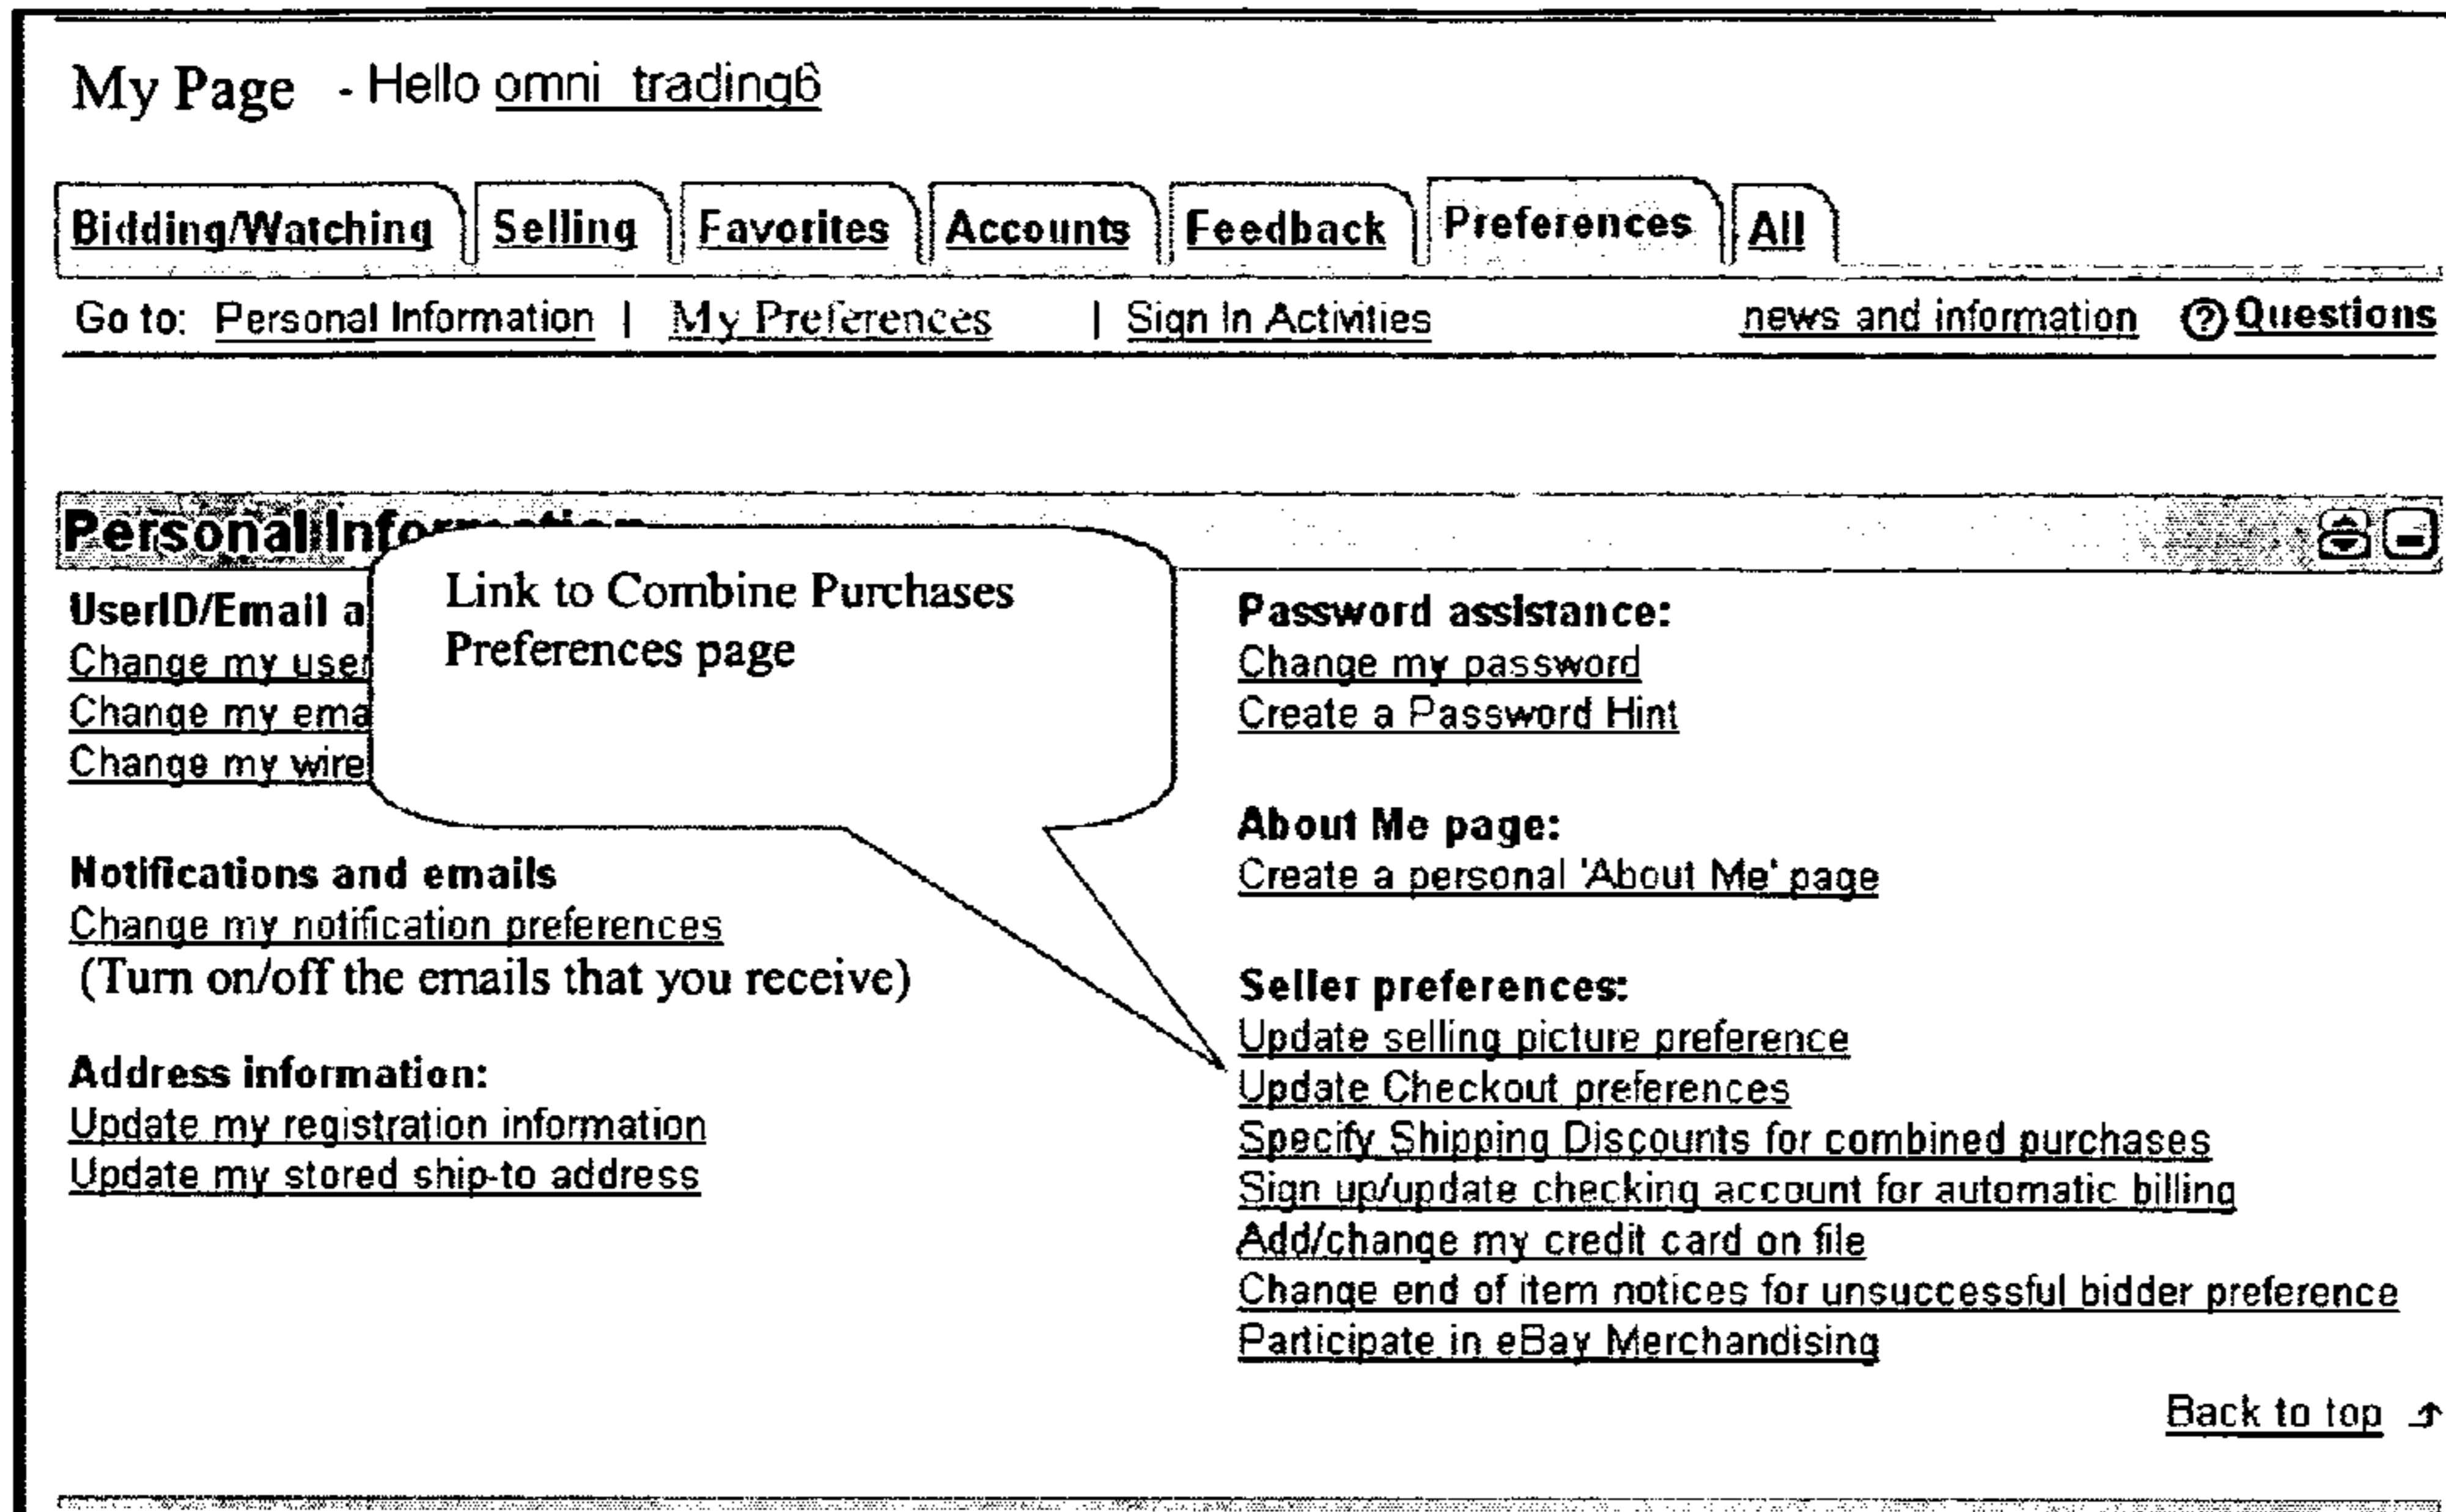 My Page - Hello omni_trading6
Bidding/Watching Selling Favorites Accounts Feedback Preferences All
Go to: Personal Information | My Preferences | Sign In Activities news and information ? Questions
Personal
Link to Combine Purchases
Preferences page
UserID/Email
Change my
Change my
Change my
Notifications and emails
Change my notification preferences
(Turn on/off the emails that you receive)
Address information:
Update my registration information
Update my stored ship-to address
Password assistance:
Change my password
Create a Password Hint
About Me page:
Create a personal 'About Me' page
Seller preferences:
Update selling picture preference
Update Checkout preferences
Specify Shipping Discounts for combined purchases
Sign up/update checking account for automatic billing
Add/change my credit card on file
Change end of item notices for unsuccessful bidder preference
Participate in eBay Merchandising
Back to top